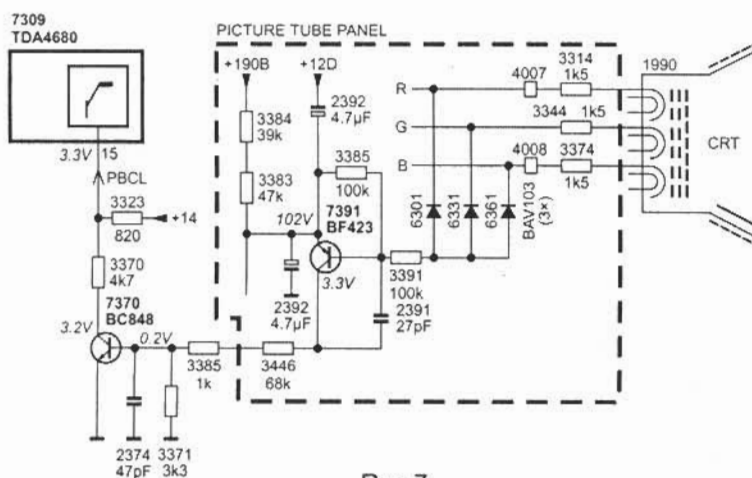 7309
TDA4680
PICTURE TUBE PANEL
+190B
+12D
2392
4.7µF
R
G
B
4007
3314
1k5
3344 1k5
4008
3374
1k5
1990
CRT
3384
39k
3383
47k
3385
100k
3.3V
15
PBCL
3323
820
+14
102V
7391
BF423
3.3V
6301
6331
6361
BAV103
(3×)
3391
100k
2391
27pF
3370
4k7
7370
BC848
3.2V
0.2V
2392
4.7µF
3385
1k
3446
68k
2374
47pF
3371
3k3